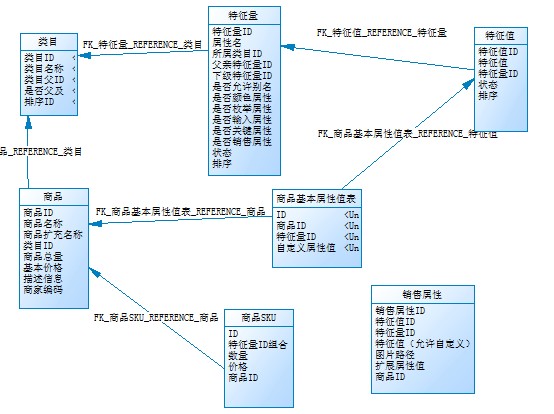 类目
类目ID <
类目名称 <
类目父ID <
是否父及 <
排序ID <
FK_特征量_REFERENCE_类目
特征量
特征量ID
属性名
所属类目ID
父亲特征量ID
下级特征量ID
是否允许别名
是否颜色属性
是否枚举属性
是否输入属性
是否关键属性
是否销售属性
状态
排序
FK_特征值_REFERENCE_特征量
特征值
特征值ID
特征值
特征量ID
状态
排序
FK_商品基本属性值表_REFERENCE_特征值
品_REFERENCE_类目
商品
商品ID
商品名称
商品扩充名称
类目ID
商品总量
基本价格
描述信息
商家编码
FK_商品基本属性值表_REFERENCE_商品
商品基本属性值表
ID <Un
商品ID <Un
特征量ID <Un
自定义属性值 <Un
FK_商品SKU_REFERENCE_商品
商品SKU
ID
特征量ID组合
数量
价格
商品ID
销售属性
销售属性ID
特征值ID
特征量ID
特征值（允许自定义）
图片路径
扩展属性值
商品ID